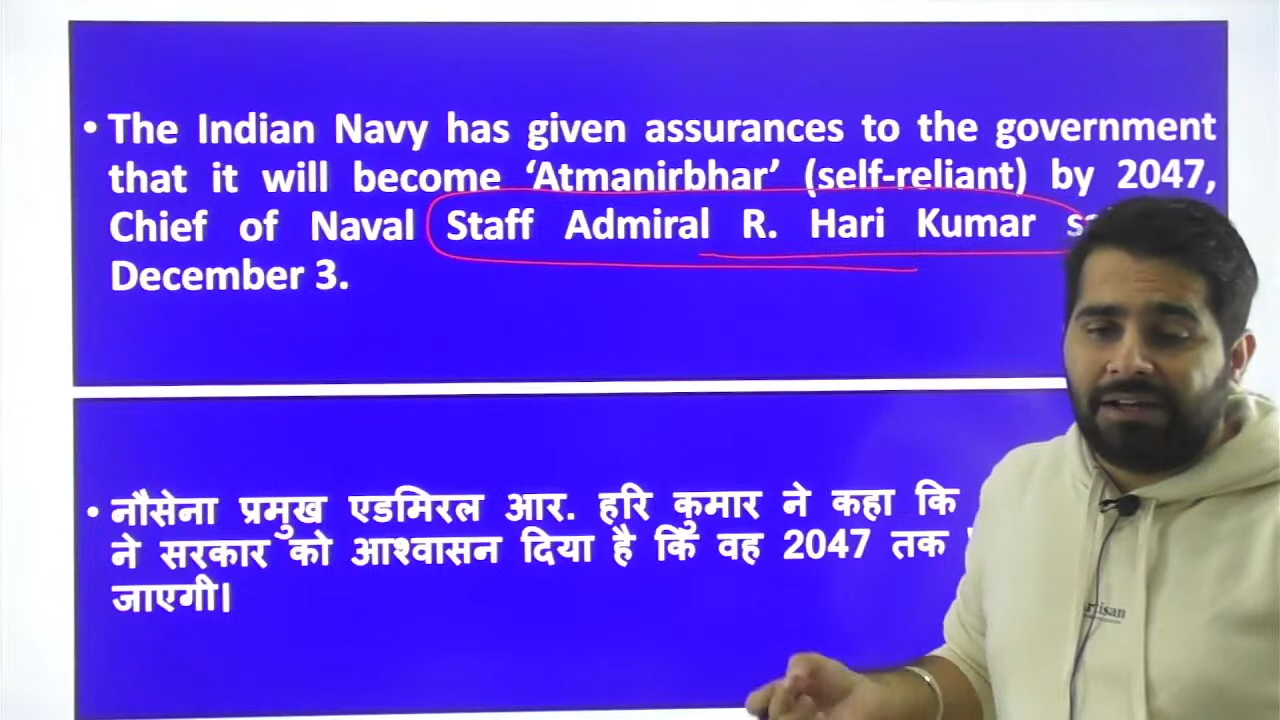 • The Indian Navy has given assurances to the government
that it will become ‘Atmanirbhar’ (self-reliant) by 2047,
Chief of Naval Staff Admiral R. Hari Kumar
December 3.
• नौसेना प्रमुख एडमिरल आर. हरि कुमार ने कहा कि
ने सरकार को आश्वासन दिया है कि वह 2047 तक
जाएगी।